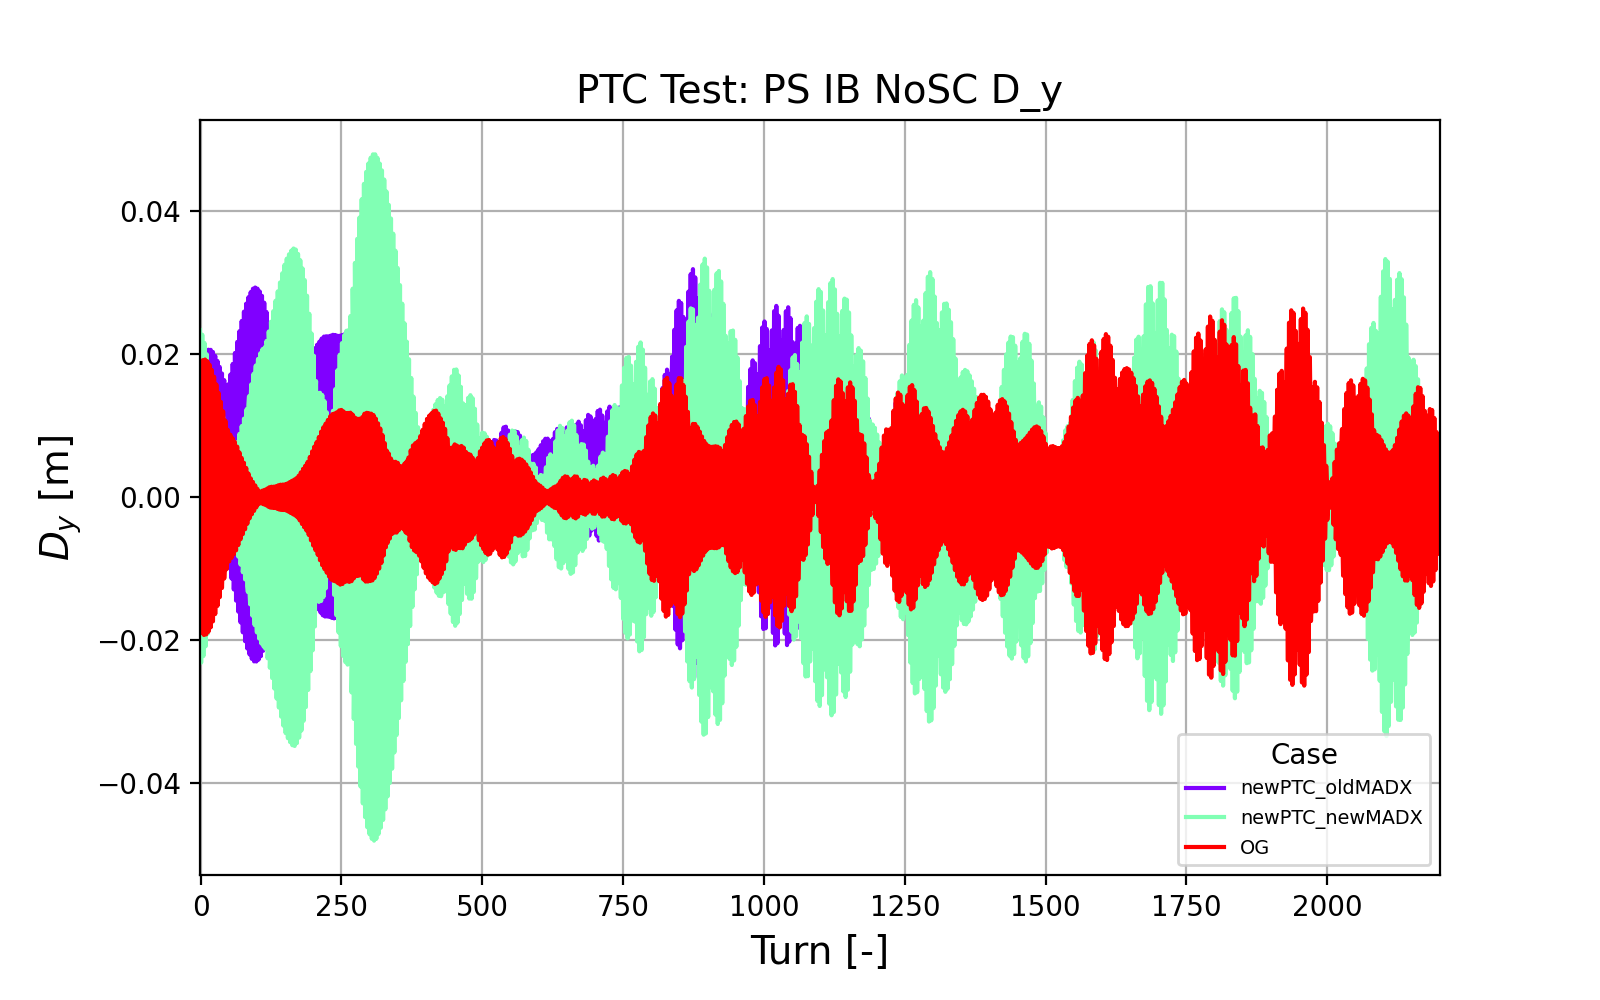 PTC Test: PS IB NoSC D_y
0.04
0.02
0.00
−0.02
−0.04
D_y [m]
0 250 500 750 1000 1250 1500 1750 2000
Turn [-]
Case
newPTC_oldMADX
newPTC_newMADX
OG